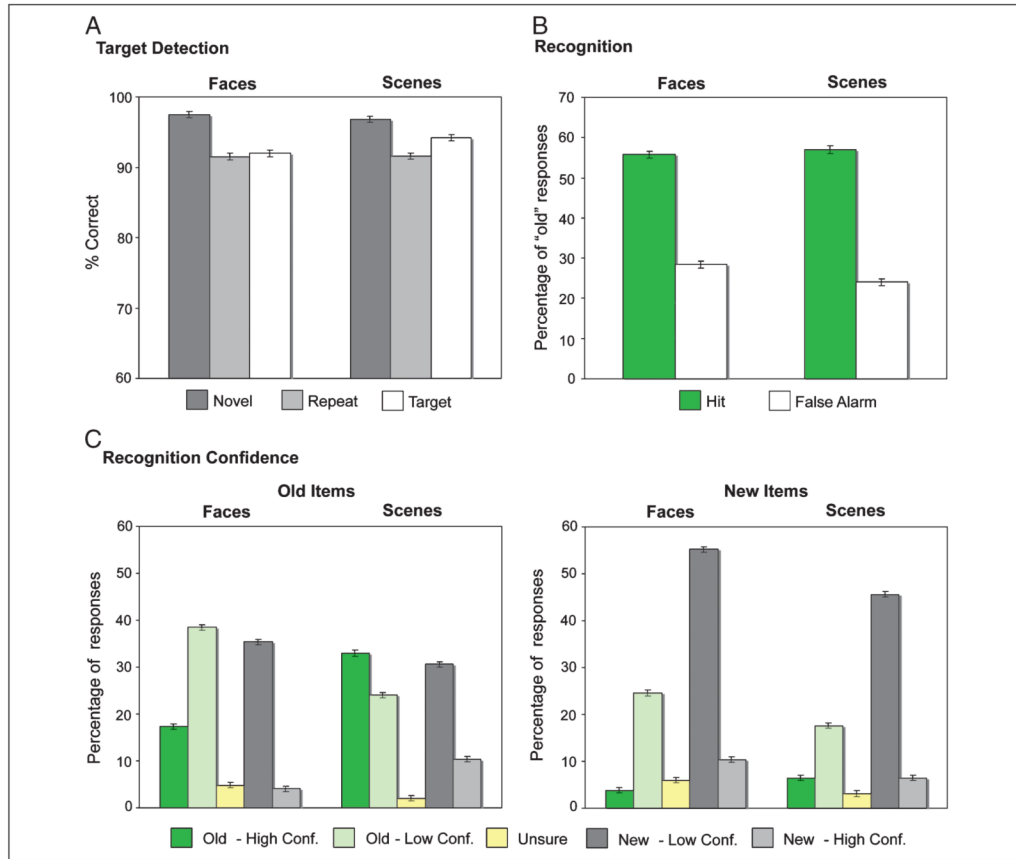 A
Target Detection
Faces Scenes
100
90
80
70
60
% Correct
Novel Repeat Target
B
Recognition
Faces Scenes
70
60
50
40
30
20
10
0
Percentage of "old" responses
Hit False Alarm
C
Recognition Confidence
Old Items
Faces Scenes
60
50
40
30
20
10
0
Percentage of responses
New Items
Faces Scenes
60
50
40
30
20
10
0
Percentage of responses
Old - High Conf. Old - Low Conf. Unsure New - Low Conf. New - High Conf.